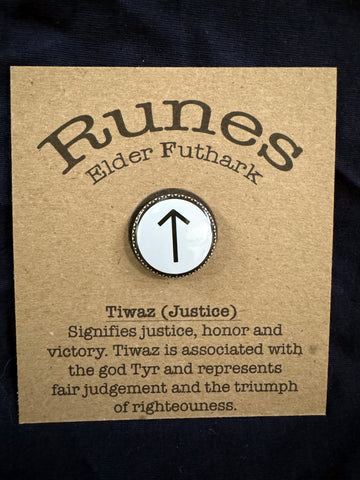 Runes
Elder Futhark
ᛏ
Tiwaz (Justice)
Signifies justice, honor and
victory. Tiwaz is associated with
the god Tyr and represents
fair judgement and the triumph
of righteouness.